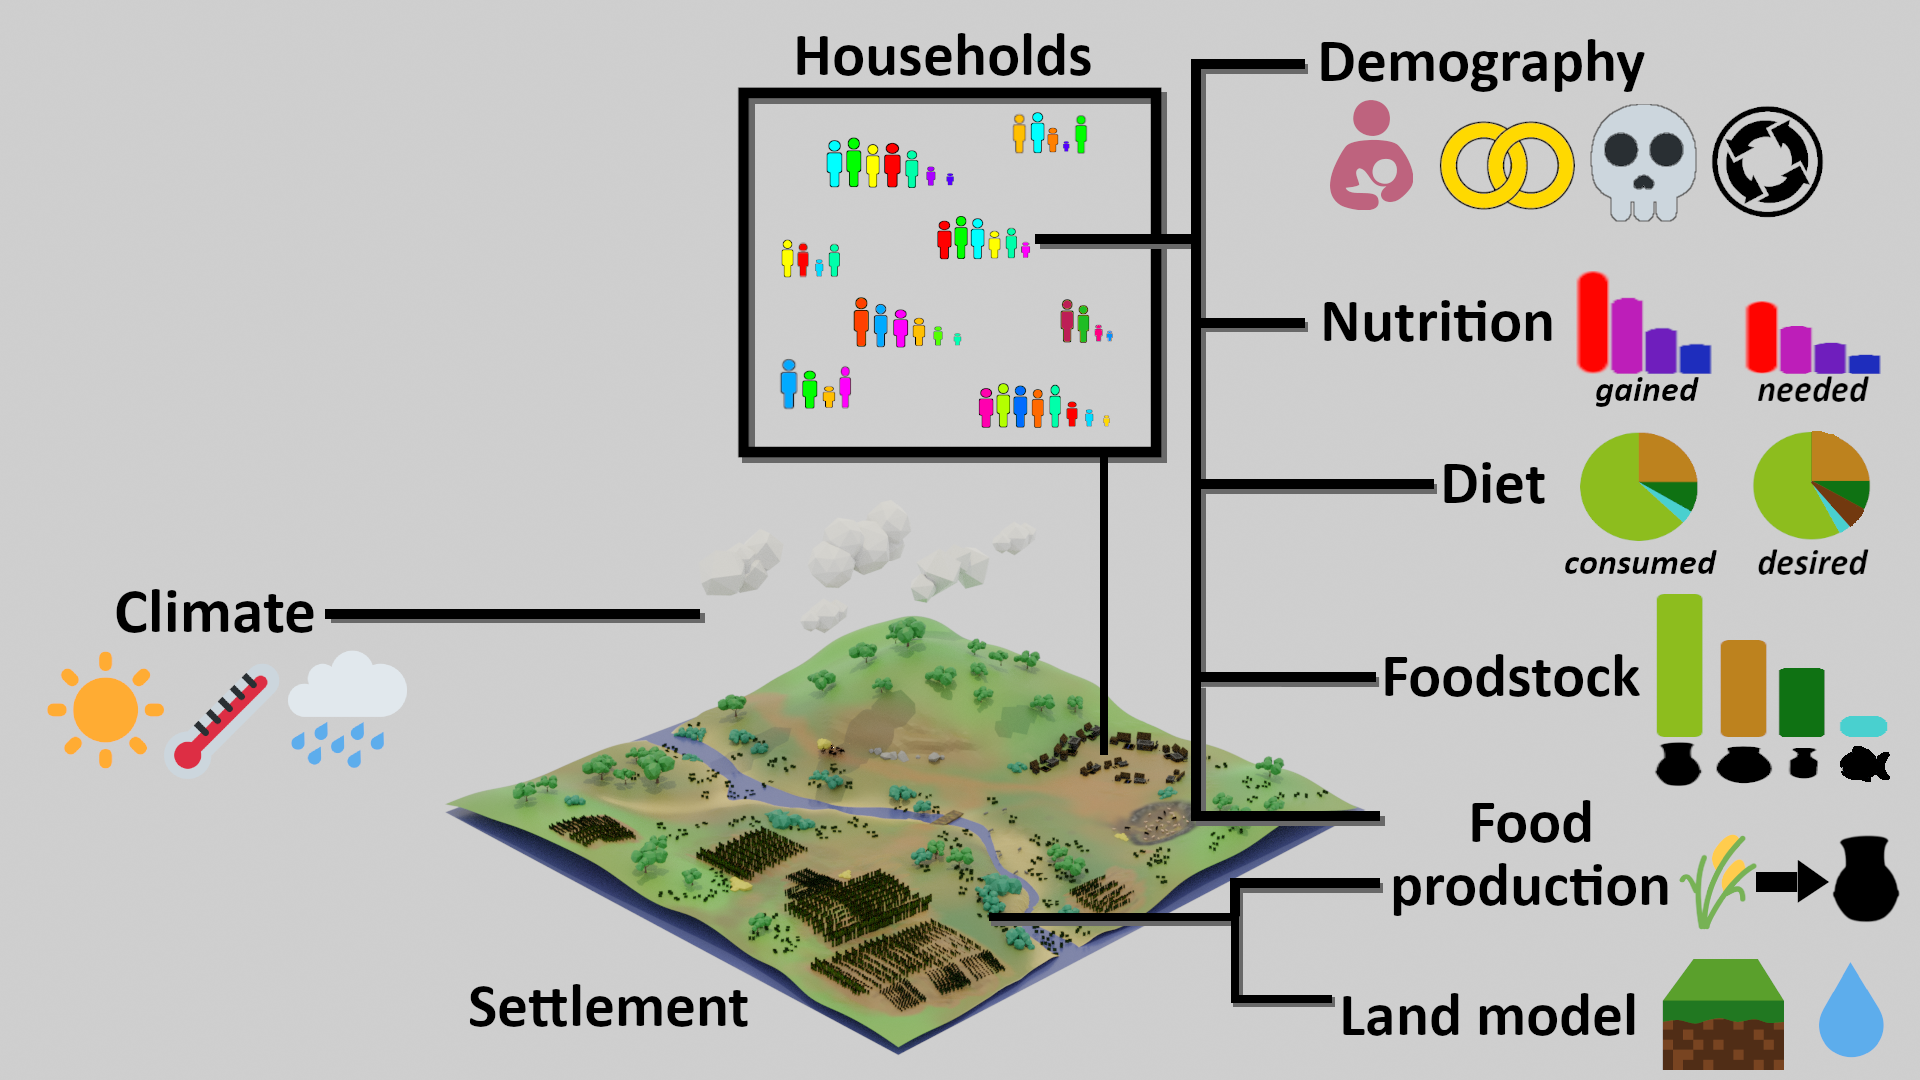 Households
Demography
Nutrition
gained
needed
Diet
consumed
desired
Climate
Foodstock
Food
production
Settlement
Land model